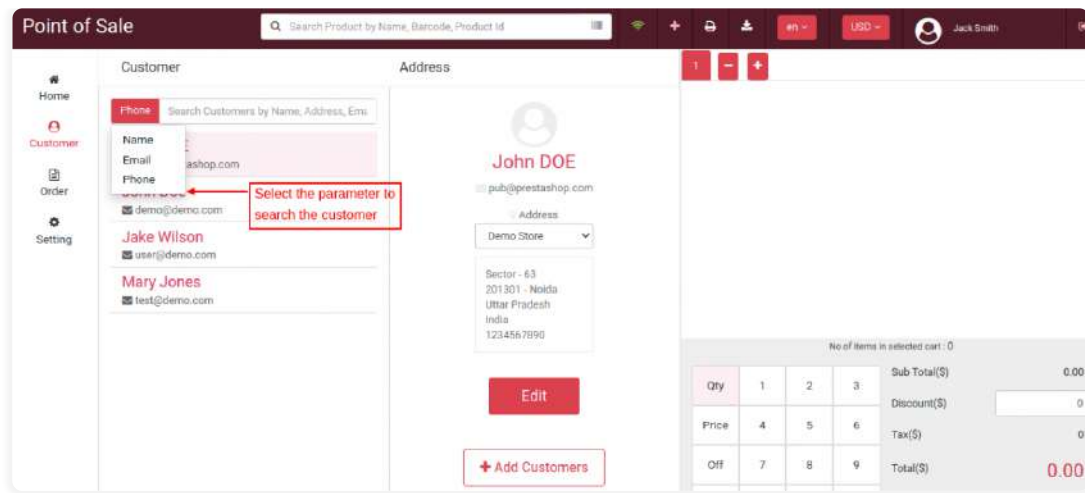 Point of Sale
Search Product by Name, Barcode, Product Id
en
USD
Jack Smith
Home
Customer
Order
Setting
Customer
Phone
Search Customers by Name, Address, Ema
Name
Email
Phone
ashop.com
Select the parameter to
search the customer
demo@demo.com
Jake Wilson
user@demo.com
Mary Jones
test@demo.com
Address
John DOE
pub@prestashop.com
Address
Demo Store
Sector - 63
201301 - Noida
Uttar Pradesh
India
1234567890
Edit
+ Add Customers
1
No of items in selected cart : 0
Qty 1 2 3
Price 4 5 6
Off 7 8 9
Sub Total($) 0.00
Discount($) 0
Tax($) 0
Total($) 0.00